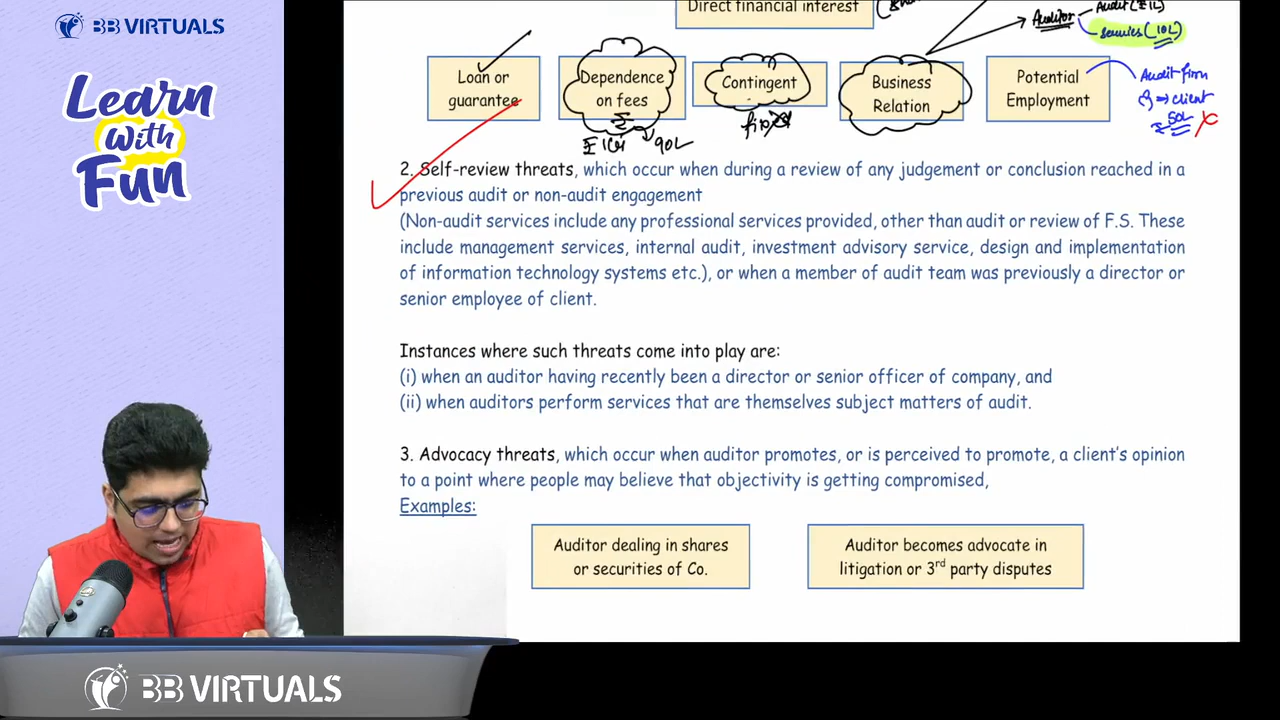 BB VIRTUALS
Learn
With
Fun
Direct financial interest
Auditor
Audit (₹1L)
Services (10L)
Loan or
guarantee
Dependence
on fees
Contingent
Business
Relation
Potential
Employment
Audit firm
⇒ client
50L
₹1Cr
90L
2. Self-review threats, which occur when during a review of any judgement or conclusion reached in a
previous audit or non-audit engagement
(Non-audit services include any professional services provided, other than audit or review of F.S. These
include management services, internal audit, investment advisory service, design and implementation
of information technology systems etc.), or when a member of audit team was previously a director or
senior employee of client.
Instances where such threats come into play are:
(i) when an auditor having recently been a director or senior officer of company, and
(ii) when auditors perform services that are themselves subject matters of audit.
3. Advocacy threats, which occur when auditor promotes, or is perceived to promote, a client's opinion
to a point where people may believe that objectivity is getting compromised,
Examples:
Auditor dealing in shares
or securities of Co.
Auditor becomes advocate in
litigation or 3rd party disputes
BB VIRTUALS